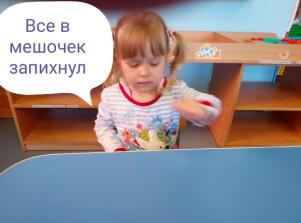 Все в
мешочек
запихнул